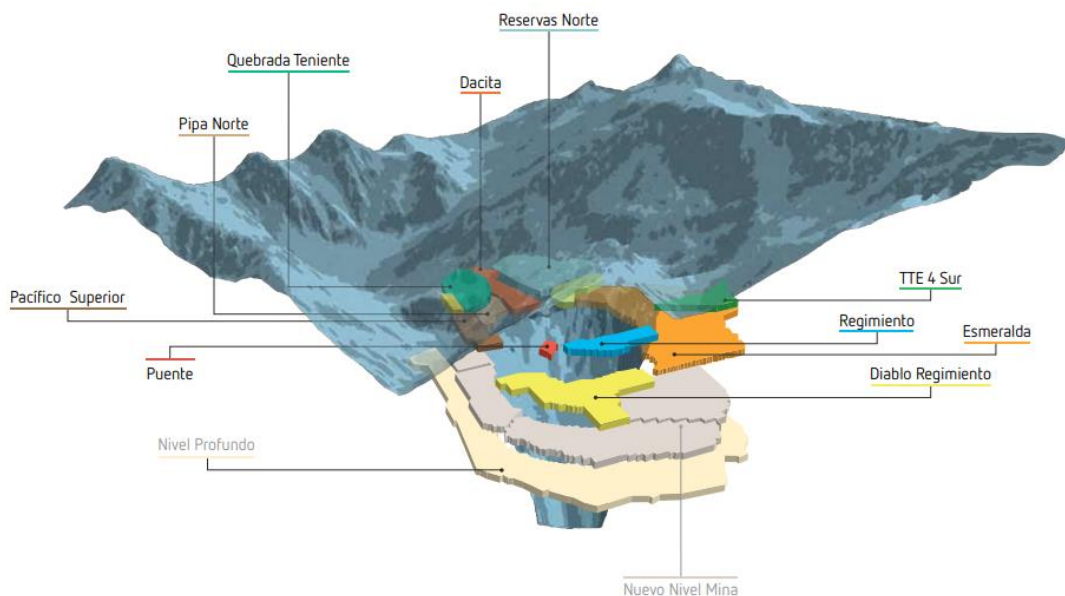 Reservas Norte
Quebrada Teniente
Dacita
Pipa Norte
TTE 4 Sur
Pacífico Superior
Regimiento
Esmeralda
Puente
Diablo Regimiento
Nivel Profundo
Nuevo Nivel Mina